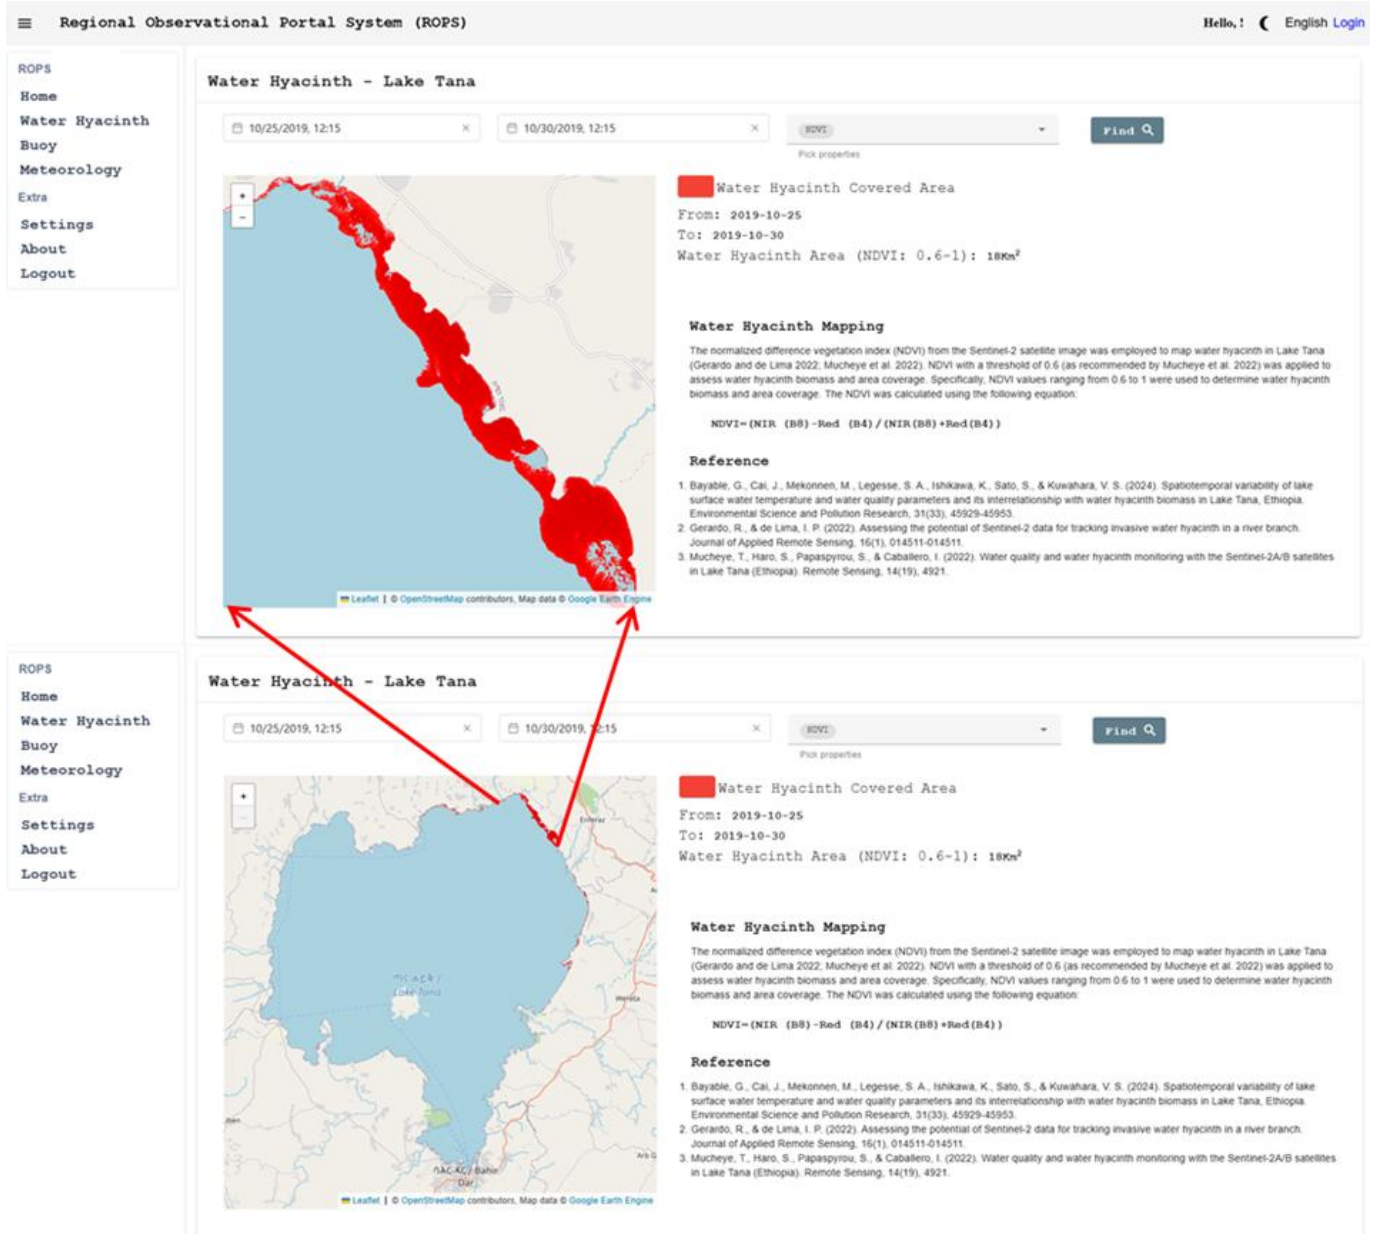 Regional Observational Portal System (ROPS)
Hello, !
English Login
ROPS
Home
Water Hyacinth
Buoy
Meteorology
Extra
Settings
About
Logout
Water Hyacinth - Lake Tana
10/25/2019, 12:15 ×
10/30/2019, 12:15 ×
NDVI
Pick properties
Find
+
−
Leaflet | © OpenStreetMap contributors, Map data © Google Earth Engine
Water Hyacinth Covered Area
From: 2019-10-25
To: 2019-10-30
Water Hyacinth Area (NDVI: 0.6-1): 18Km²
Water Hyacinth Mapping
The normalized difference vegetation index (NDVI) from the Sentinel-2 satellite image was employed to map water hyacinth in Lake Tana
(Gerardo and de Lima 2022; Mucheye et al. 2022). NDVI with a threshold of 0.6 (as recommended by Mucheye et al. 2022) was applied to
assess water hyacinth biomass and area coverage. Specifically, NDVI values ranging from 0.6 to 1 were used to determine water hyacinth
biomass and area coverage. The NDVI was calculated using the following equation:
NDVI=(NIR (B8)-Red (B4)/(NIR(B8)+Red(B4))
Reference
1. Bayable, G., Cai, J., Mekonnen, M., Legesse, S. A., Ishikawa, K., Sato, S., & Kuwahara, V. S. (2024). Spatiotemporal variability of lake
surface water temperature and water quality parameters and its interrelationship with water hyacinth biomass in Lake Tana, Ethiopia.
Environmental Science and Pollution Research, 31(33), 45929-45953.
2. Gerardo, R., & de Lima, I. P. (2022). Assessing the potential of Sentinel-2 data for tracking invasive water hyacinth in a river branch.
Journal of Applied Remote Sensing, 16(1), 014511-014511.
3. Mucheye, T., Haro, S., Papaspyrou, S., & Caballero, I. (2022). Water quality and water hyacinth monitoring with the Sentinel-2A/B satellites
in Lake Tana (Ethiopia). Remote Sensing, 14(19), 4921.
ROPS
Home
Water Hyacinth
Buoy
Meteorology
Extra
Settings
About
Logout
Water Hyacinth - Lake Tana
10/25/2019, 12:15 ×
10/30/2019, 12:15 ×
NDVI
Pick properties
Find
+
Enferaz
Lake Tana
Wereta
Bahir
Dar
Leaflet | © OpenStreetMap contributors, Map data © Google Earth Engine
Water Hyacinth Covered Area
From: 2019-10-25
To: 2019-10-30
Water Hyacinth Area (NDVI: 0.6-1): 18Km²
Water Hyacinth Mapping
The normalized difference vegetation index (NDVI) from the Sentinel-2 satellite image was employed to map water hyacinth in Lake Tana
(Gerardo and de Lima 2022; Mucheye et al. 2022). NDVI with a threshold of 0.6 (as recommended by Mucheye et al. 2022) was applied to
assess water hyacinth biomass and area coverage. Specifically, NDVI values ranging from 0.6 to 1 were used to determine water hyacinth
biomass and area coverage. The NDVI was calculated using the following equation:
NDVI=(NIR (B8)-Red (B4)/(NIR(B8)+Red(B4))
Reference
1. Bayable, G., Cai, J., Mekonnen, M., Legesse, S. A., Ishikawa, K., Sato, S., & Kuwahara, V. S. (2024). Spatiotemporal variability of lake
surface water temperature and water quality parameters and its interrelationship with water hyacinth biomass in Lake Tana, Ethiopia.
Environmental Science and Pollution Research, 31(33), 45929-45953.
2. Gerardo, R., & de Lima, I. P. (2022). Assessing the potential of Sentinel-2 data for tracking invasive water hyacinth in a river branch.
Journal of Applied Remote Sensing, 16(1), 014511-014511.
3. Mucheye, T., Haro, S., Papaspyrou, S., & Caballero, I. (2022). Water quality and water hyacinth monitoring with the Sentinel-2A/B satellites
in Lake Tana (Ethiopia). Remote Sensing, 14(19), 4921.